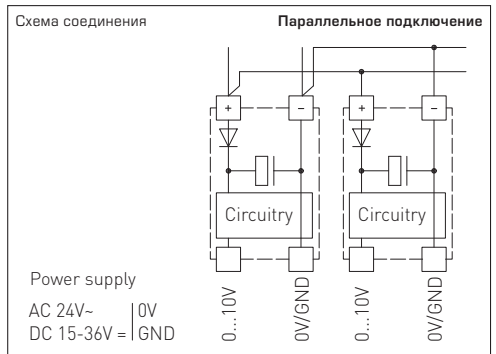 Схема соединения
Параллельное подключение
+ − + −
Circuitry Circuitry
Power supply
AC 24V~ 0V
DC 15-36V = GND
0...10V
0V/GND
0...10V
0V/GND